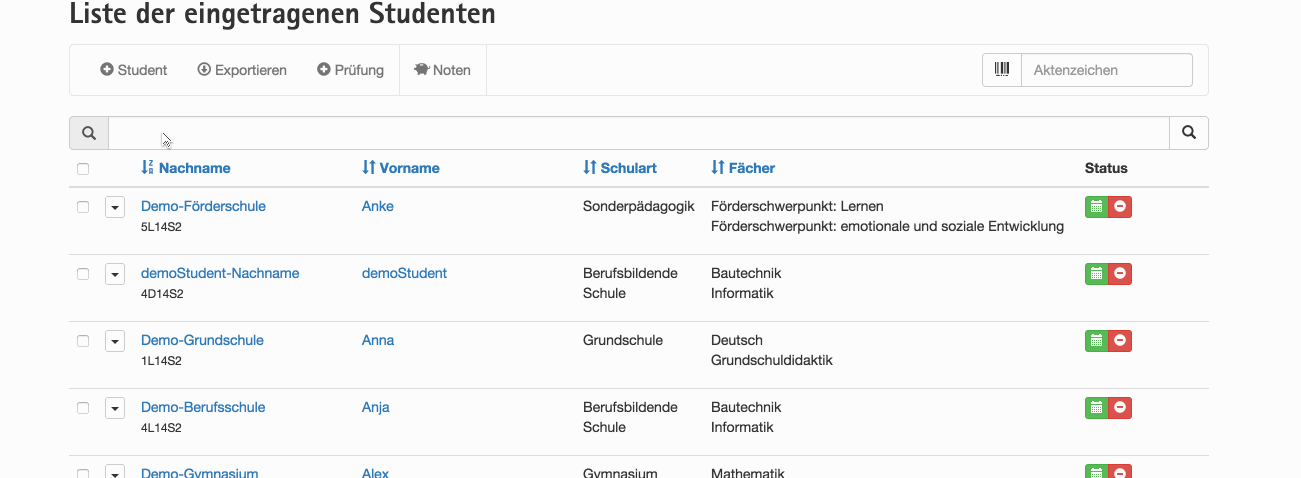 Liste der eingetragenen Studenten
Student Exportieren Prüfung Noten Aktenzeichen
Nachname Vorname Schulart Fächer Status
Demo-Förderschule Anke Sonderpädagogik Förderschwerpunkt: Lernen
5L14S2 Förderschwerpunkt: emotionale und soziale Entwicklung
demoStudent-Nachname demoStudent Berufsbildende Bautechnik
4D14S2 Schule Informatik
Demo-Grundschule Anna Grundschule Deutsch
1L14S2 Grundschuldidaktik
Demo-Berufsschule Anja Berufsbildende Bautechnik
4L14S2 Schule Informatik
Demo-Gymnasium Alex Gymnasium Mathematik